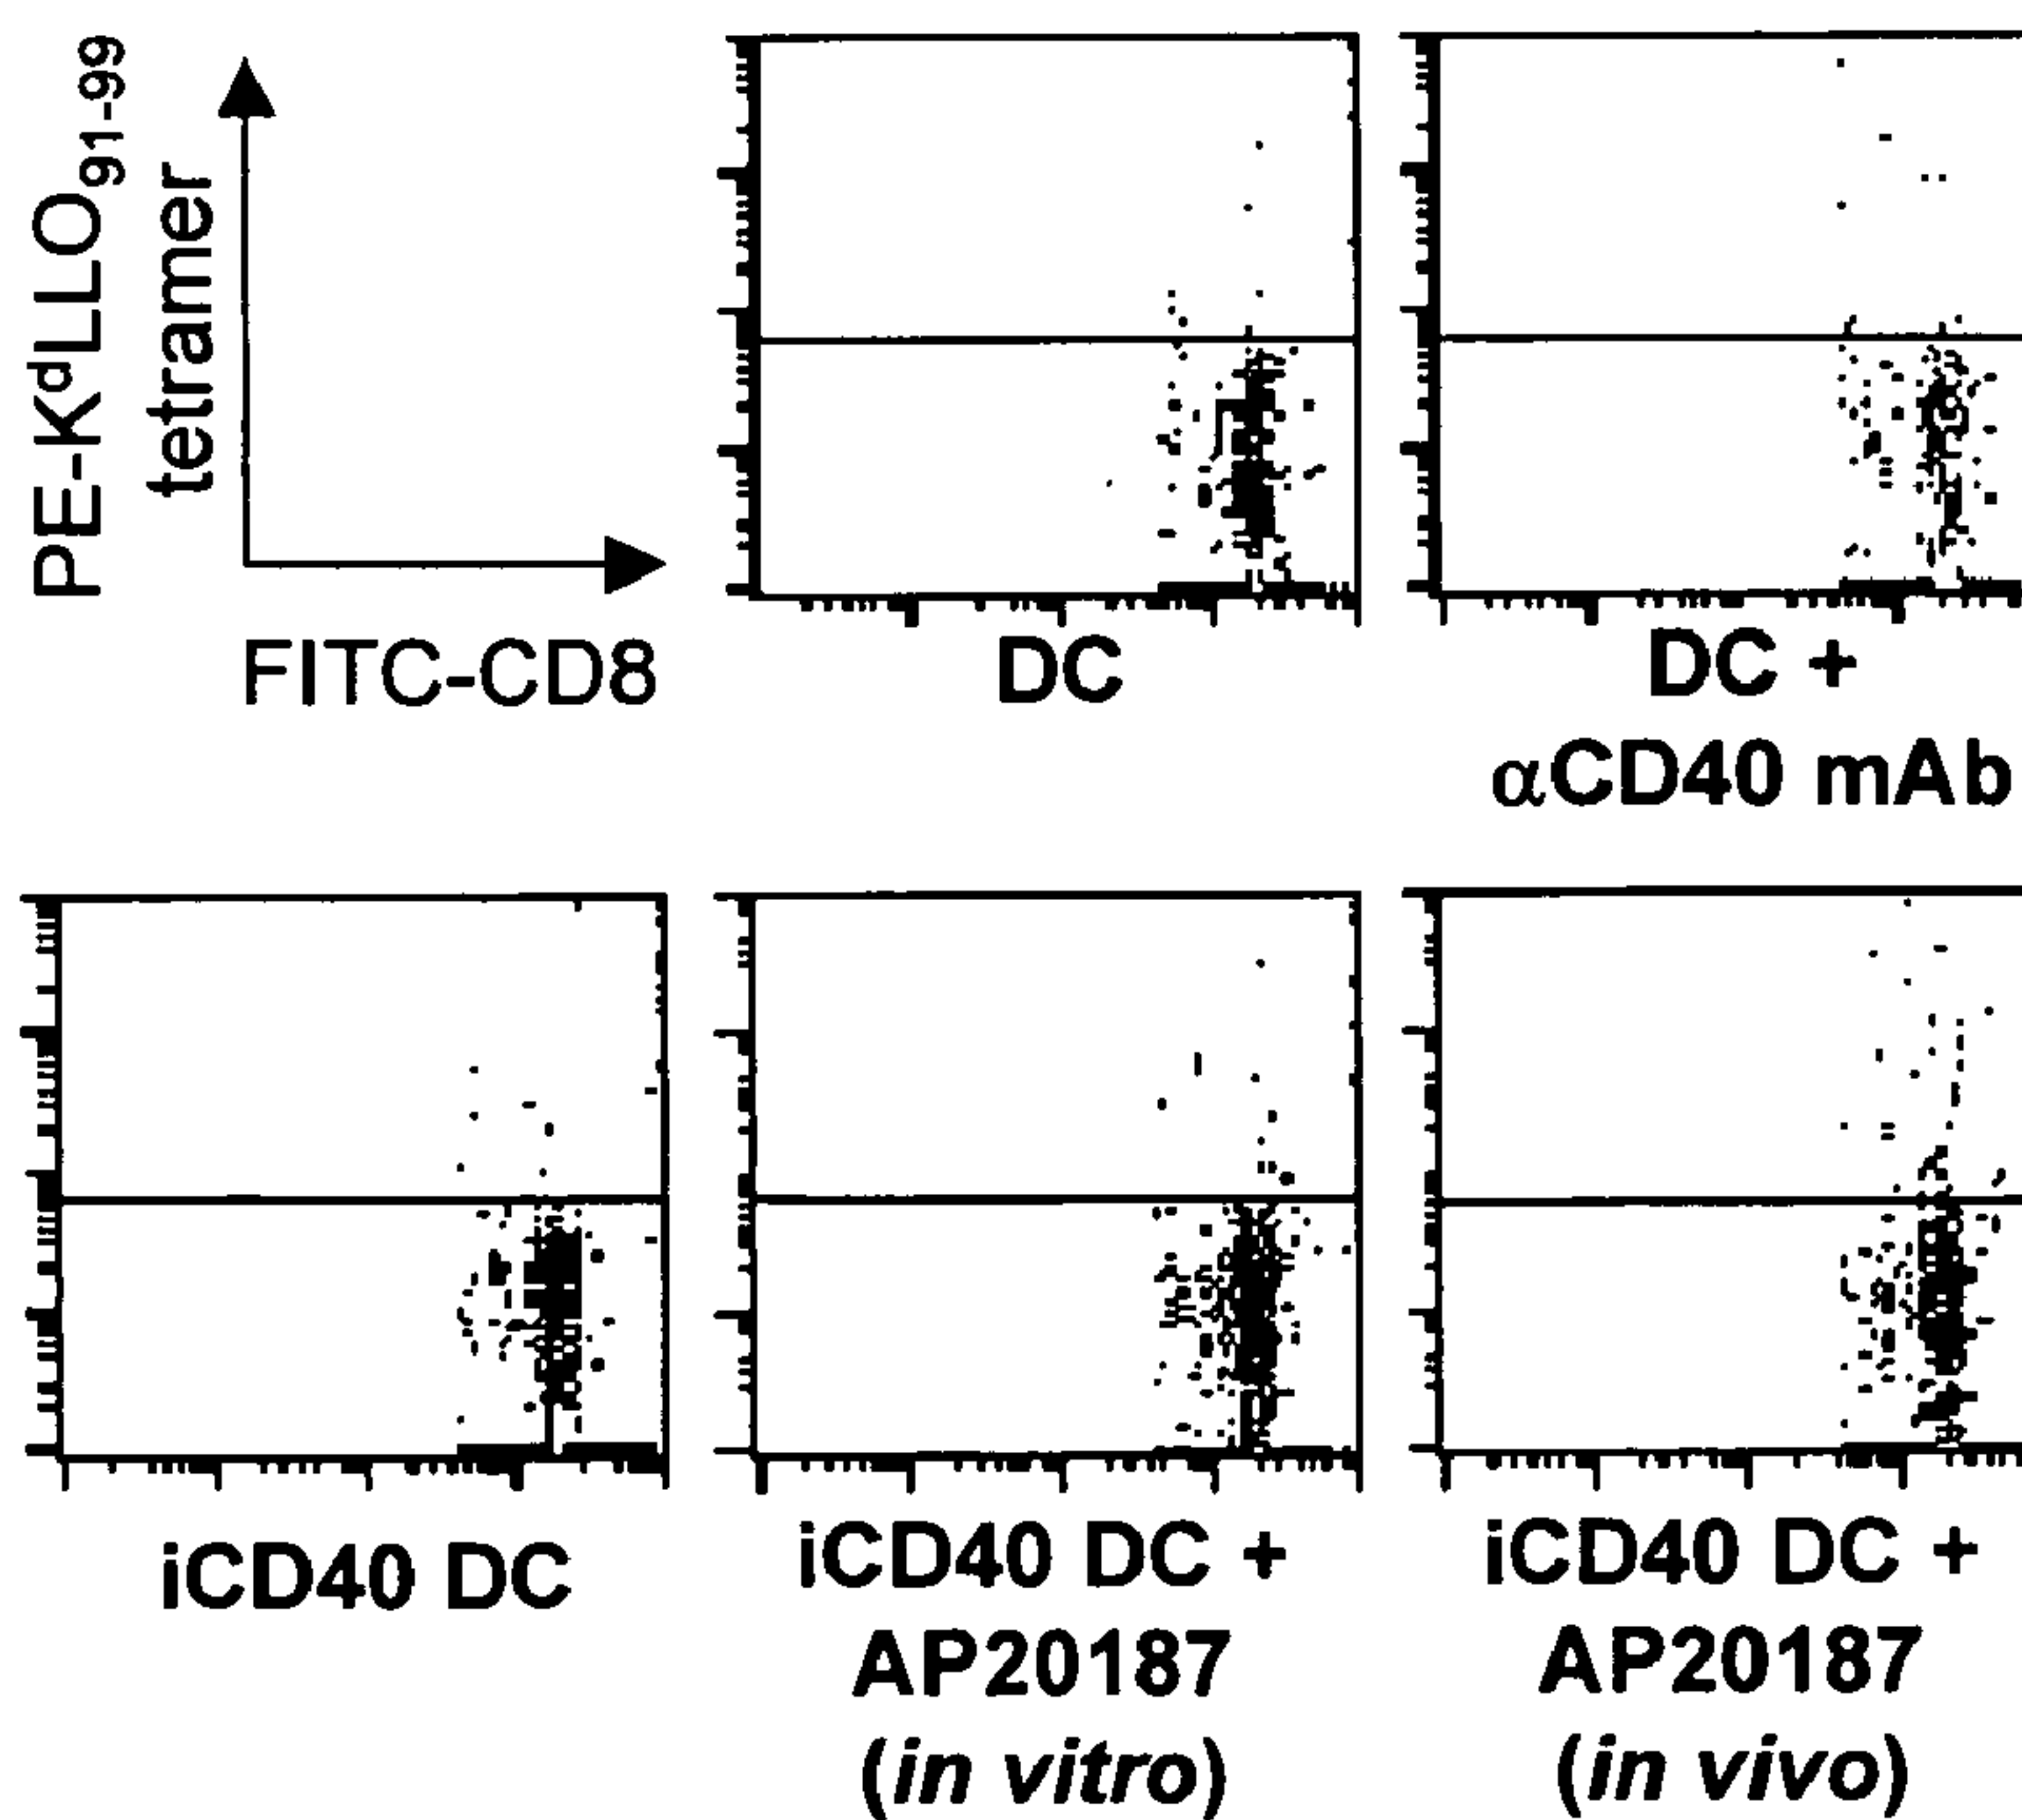 PE-KdLLO91-99
tetramer
FITC-CD8
DC
DC +
αCD40 mAb
iCD40 DC
iCD40 DC +
AP20187
(in vitro)
iCD40 DC +
AP20187
(in vivo)